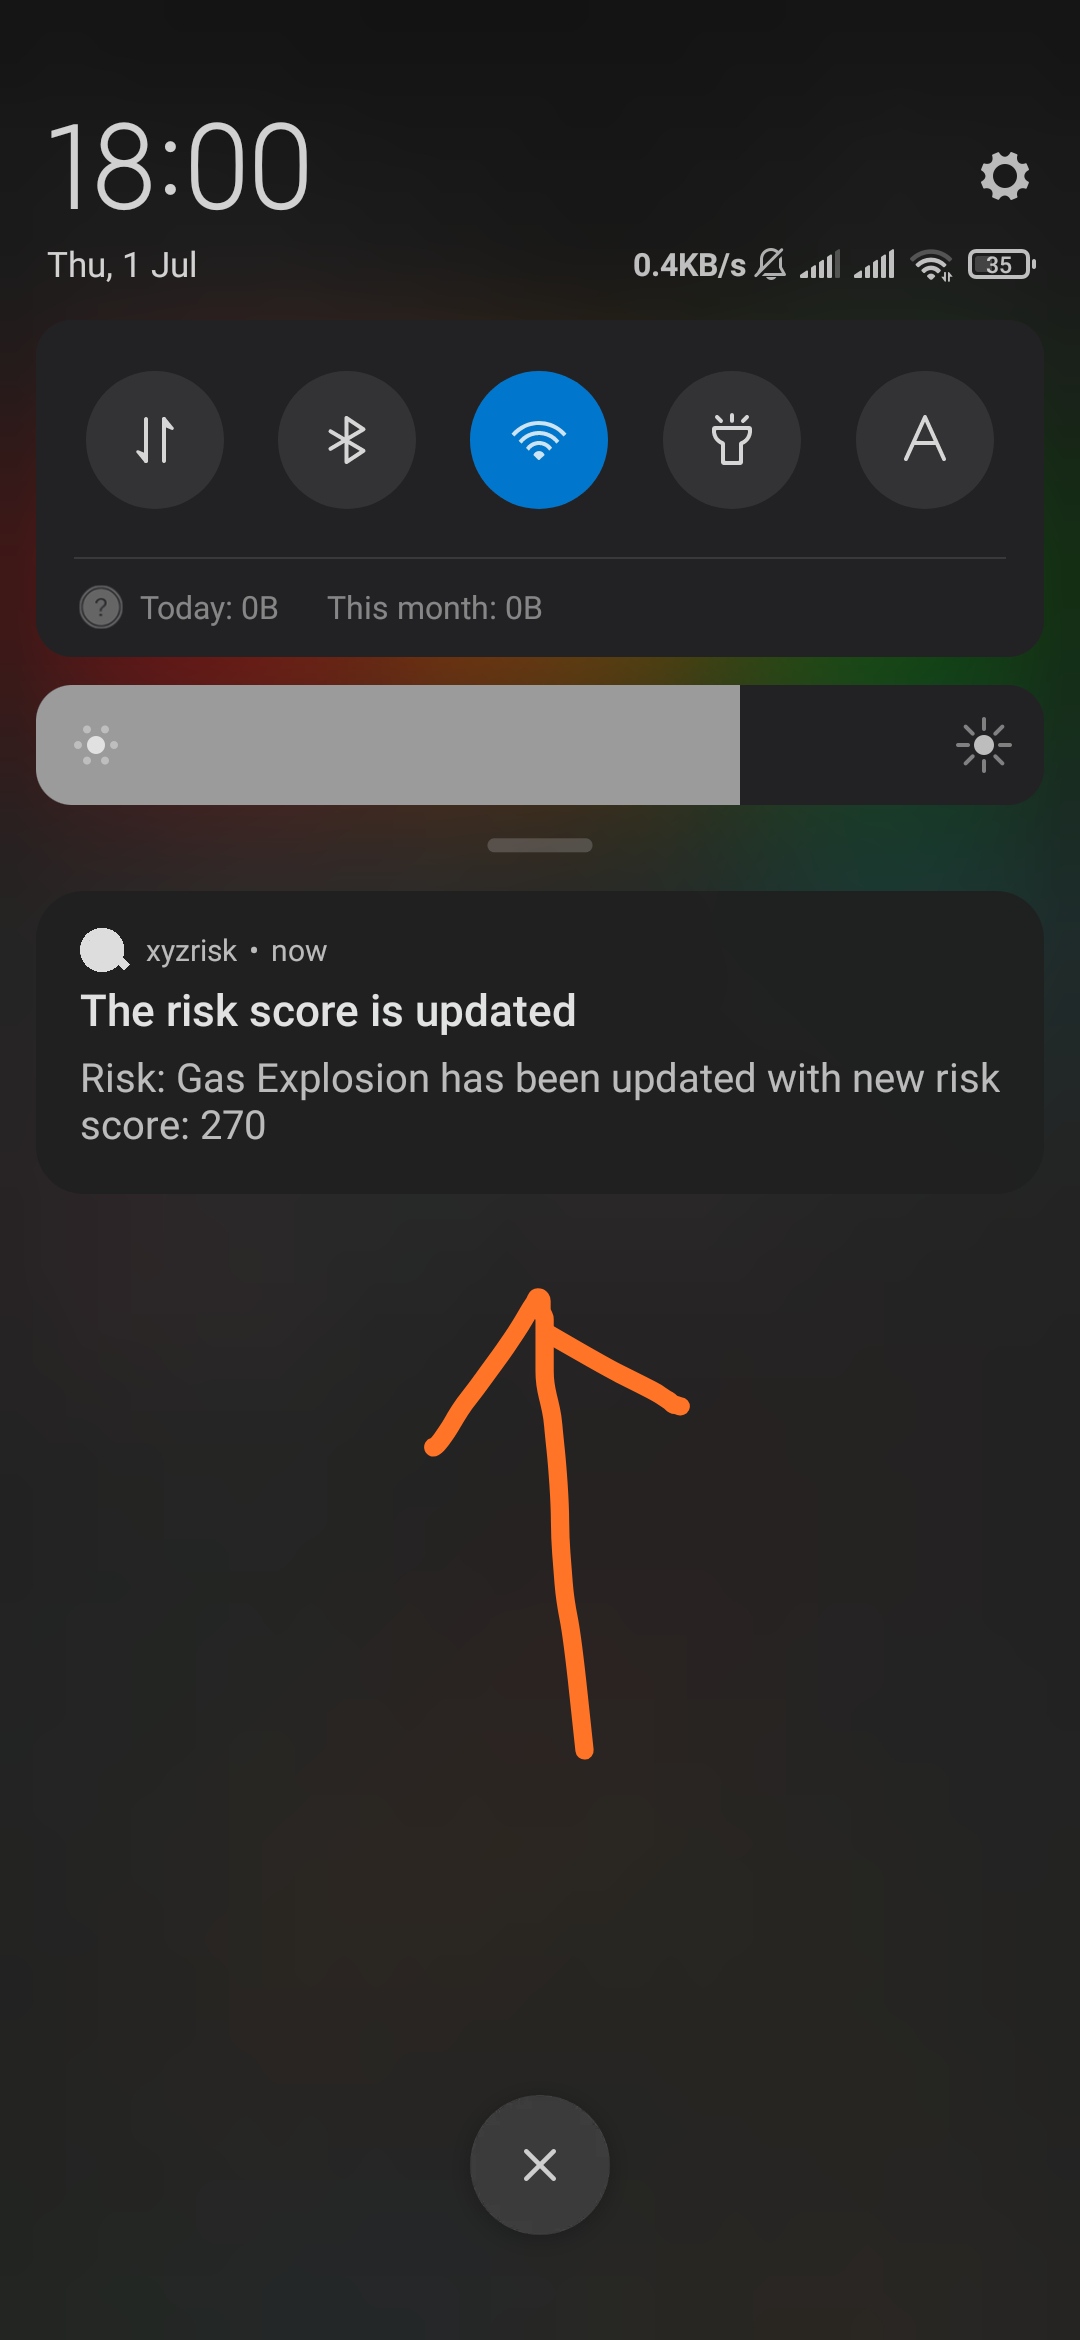 18:00
Thu, 1 Jul
0.4KB/s
35
A
? Today: 0B This month: 0B
xyzrisk • now
The risk score is updated
Risk: Gas Explosion has been updated with new risk
score: 270